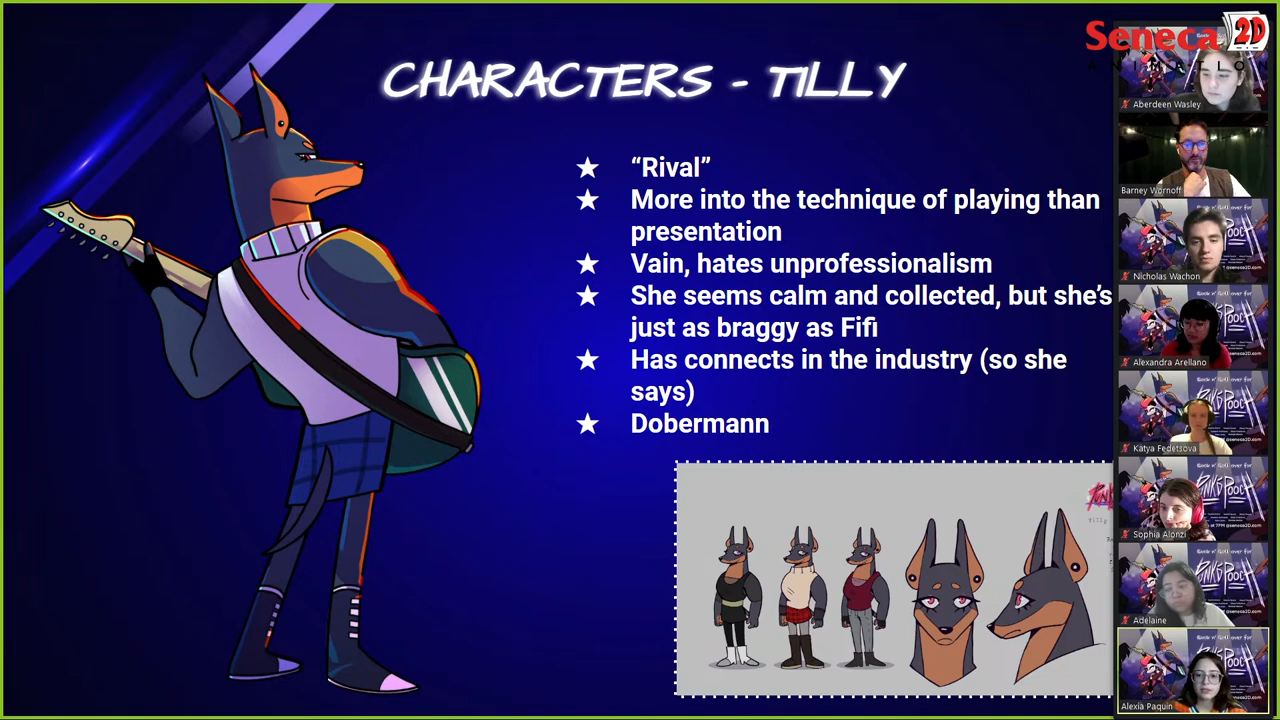 Seneca 2D
ANIMATION
CHARACTERS - TILLY
★ “Rival”
★ More into the technique of playing than
presentation
★ Vain, hates unprofessionalism
★ She seems calm and collected, but she’s
just as braggy as Fifi
★ Has connects in the industry (so she
says)
★ Dobermann
Aberdeen Wasley
Barney Wornoff
Nicholas Wachon
Alexandra Arellano
Katya Fedetsova
Sophia Alonzi
Adelaine
Alexia Paquin